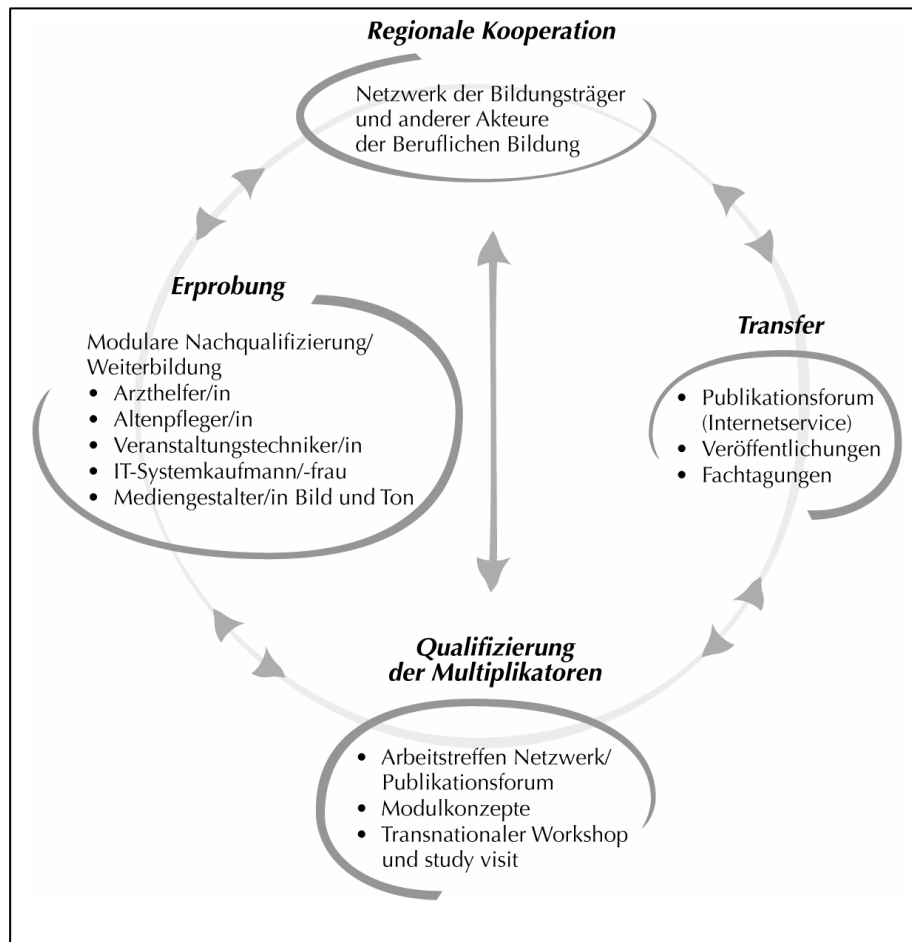 Regionale Kooperation
Netzwerk der Bildungsträger
und anderer Akteure
der Beruflichen Bildung
Erprobung
Modulare Nachqualifizierung/
Weiterbildung
• Arzthelfer/in
• Altenpfleger/in
• Veranstaltungstechniker/in
• IT-Systemkaufmann/-frau
• Mediengestalter/in Bild und Ton
Transfer
• Publikationsforum
(Internetservice)
• Veröffentlichungen
• Fachtagungen
Qualifizierung
der Multiplikatoren
• Arbeitstreffen Netzwerk/
Publikationsforum
• Modulkonzepte
• Transnationaler Workshop
und study visit